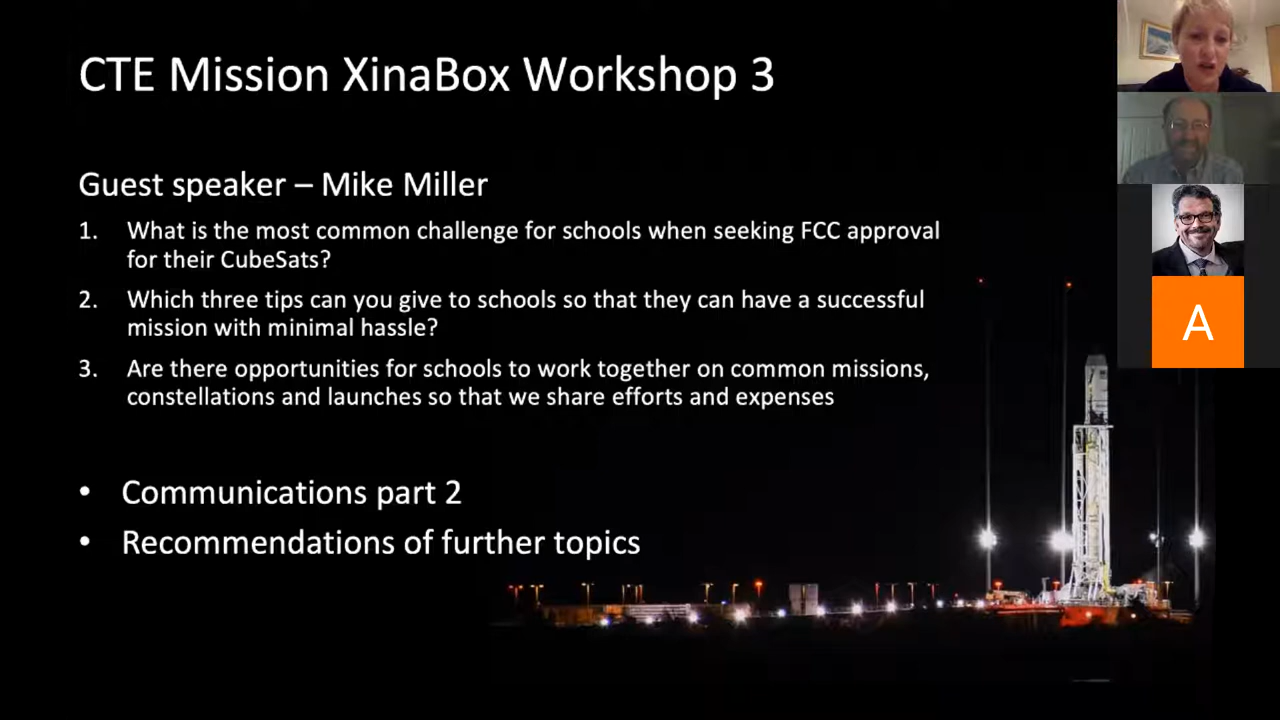 CTE Mission XinaBox Workshop 3
Guest speaker – Mike Miller
1. What is the most common challenge for schools when seeking FCC approval
for their CubeSats?
2. Which three tips can you give to schools so that they can have a successful
mission with minimal hassle?
3. Are there opportunities for schools to work together on common missions,
constellations and launches so that we share efforts and expenses
• Communications part 2
• Recommendations of further topics
A